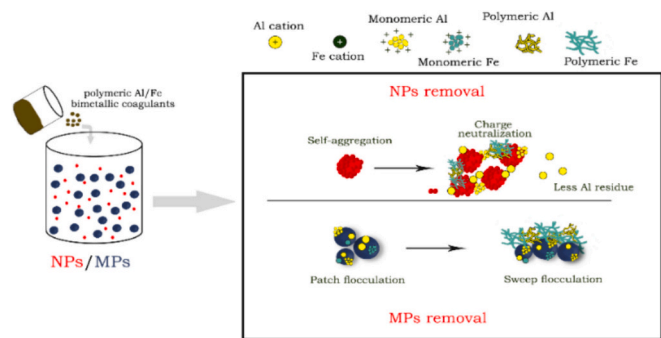 Al cation
Fe cation
Monomeric Al
Monomeric Fe
Polymeric Al
Polymeric Fe
polymeric Al/Fe
bimetallic coagulants
NPs/MPs
NPs removal
Self-aggregation
Charge
neutralization
Less Al residue
Patch flocculation
Sweep flocculation
MPs removal